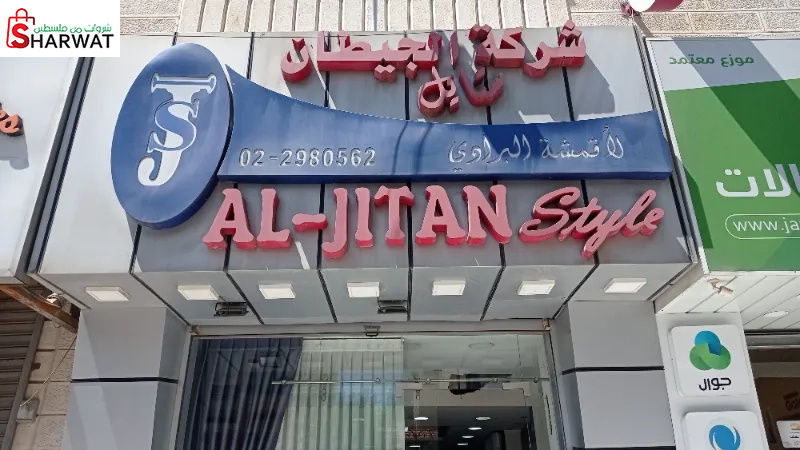 شروات من فلسطين
SHARWAT
شركة الجيطان
ستايل
JS
لأقمشة البرادي
02-2980562
AL-JITAN Style
موزع معتمد
www.ja
جوال